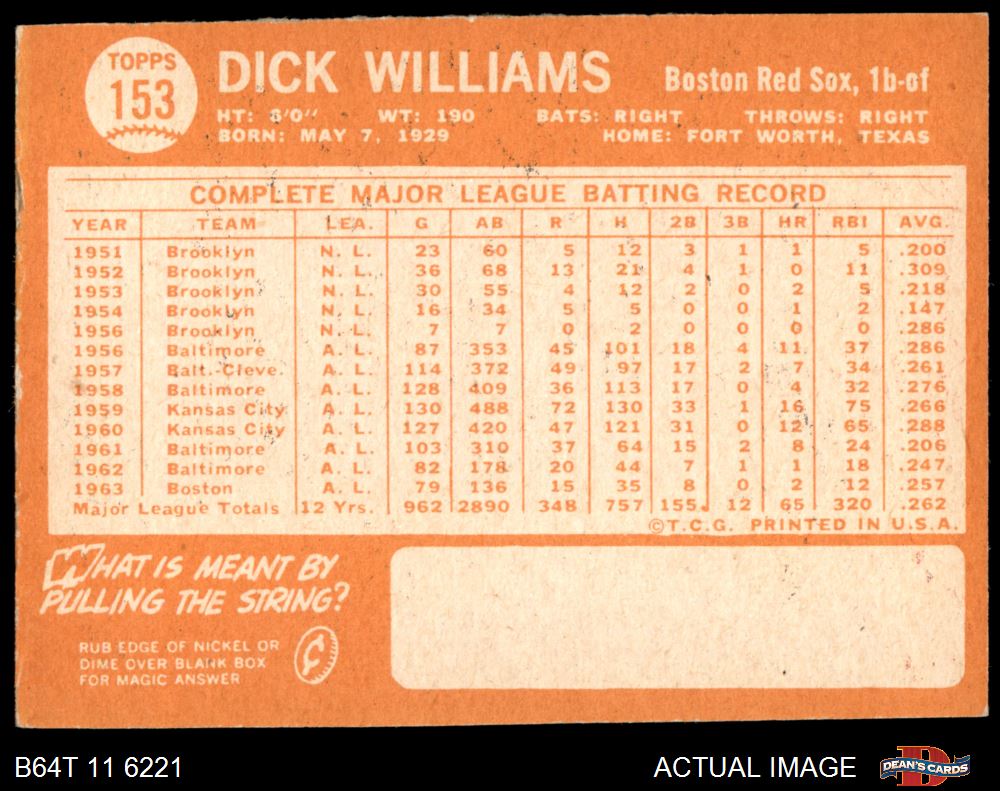 TOPPS
153
DICK WILLIAMS
Boston Red Sox, 1b-of
HT: 6'0" WT: 190 BATS: RIGHT THROWS: RIGHT
BORN: MAY 7, 1929 HOME: FORT WORTH, TEXAS
COMPLETE MAJOR LEAGUE BATTING RECORD
YEAR TEAM LEA. G AB R H 2B 3B HR RBI AVG.
1951 Brooklyn N. L. 23 60 5 12 3 1 1 5 .200
1952 Brooklyn N. L. 36 68 13 21 4 1 0 11 .309
1953 Brooklyn N. L. 30 55 4 12 2 0 2 5 .218
1954 Brooklyn N. L. 16 34 5 5 0 0 1 2 .147
1956 Brooklyn N. L. 7 7 0 2 0 0 0 0 .286
1956 Baltimore A. L. 87 353 45 101 18 4 11 37 .286
1957 Balt.-Cleve. A. L. 114 372 49 97 17 2 7 34 .261
1958 Baltimore A. L. 128 409 36 113 17 0 4 32 .276
1959 Kansas City A. L. 130 488 72 130 33 1 16 75 .266
1960 Kansas City A. L. 127 420 47 121 31 0 12 65 .288
1961 Baltimore A. L. 103 310 37 64 15 2 8 24 .206
1962 Baltimore A. L. 82 178 20 44 7 1 1 18 .247
1963 Boston A. L. 79 136 15 35 8 0 2 12 .257
Major League Totals 12 Yrs. 962 2890 348 757 155 12 65 320 .262
©T.C.G. PRINTED IN U.S.A.
WHAT IS MEANT BY
PULLING THE STRING?
RUB EDGE OF NICKEL OR
DIME OVER BLANK BOX
FOR MAGIC ANSWER
¢
B64T 11 6221
ACTUAL IMAGE
D
DEAN'S CARDS